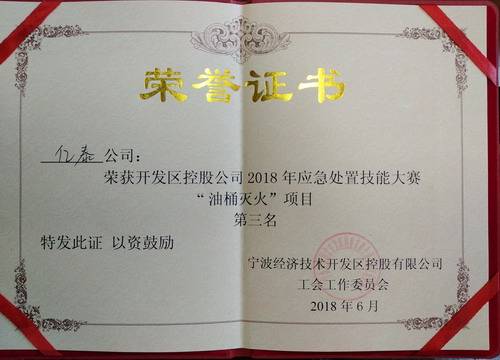 荣誉证书
亿泰公司：
荣获开发区控股公司2018年应急处置技能大赛
“油桶灭火”项目
第三名
特发此证 以资鼓励
宁波经济技术开发区控股有限公司
工会工作委员会
2018年6月